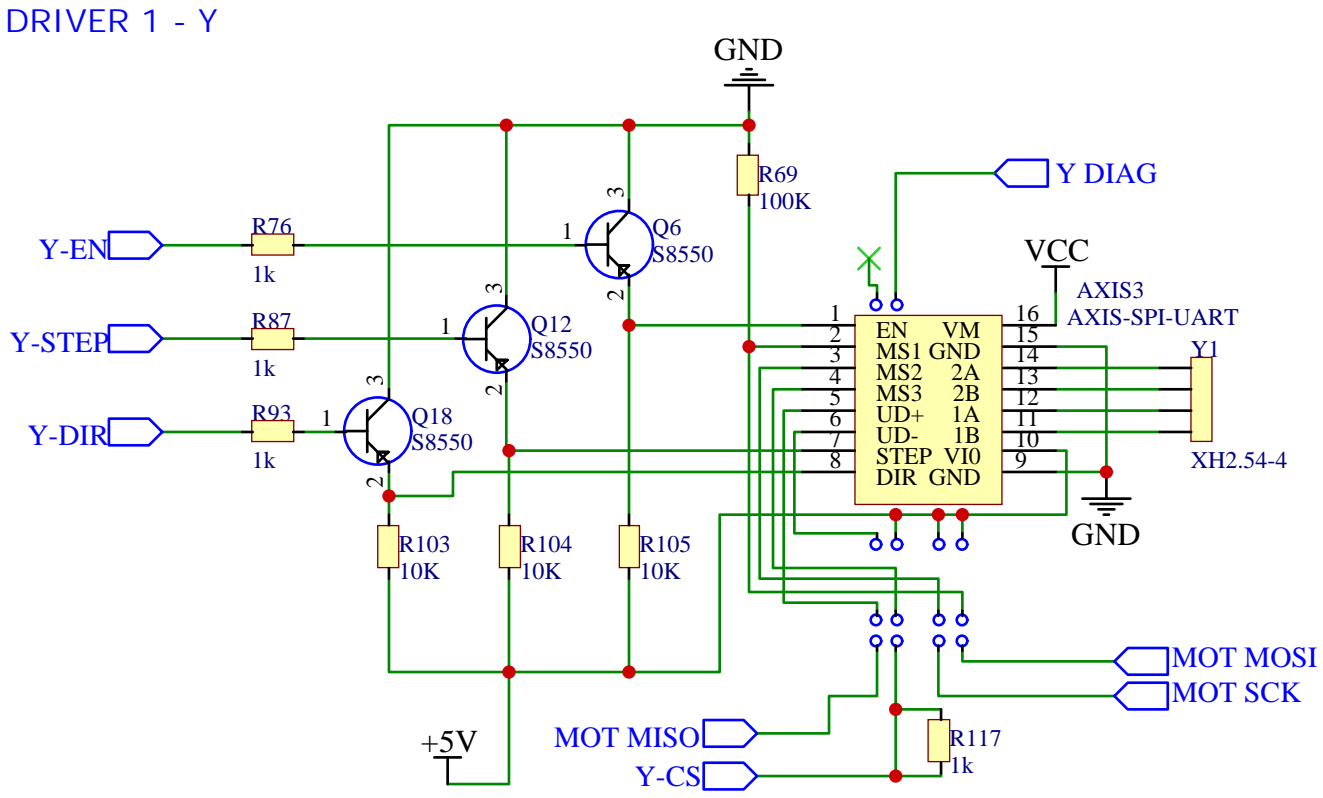 DRIVER 1 - Y
GND
R69
100K
Y DIAG
3
R76
1
Q6
Y-EN
S8550
1k
2
VCC
AXIS3
AXIS-SPI-UART
3
R87
1
Q12
Y-STEP
S8550
1k
2
1 EN VM 16
2 MS1 GND 15
3 MS2 2A 14
4 MS3 2B 13
5 UD+ 1A 12
6 UD- 1B 11
7 STEP VI0 10
8 DIR GND 9
Y1
XH2.54-4
GND
3
R93
1
Q18
Y-DIR
S8550
1k
2
R103
10K
R104
10K
R105
10K
MOT MOSI
MOT SCK
+5V
MOT MISO
R117
1k
Y-CS